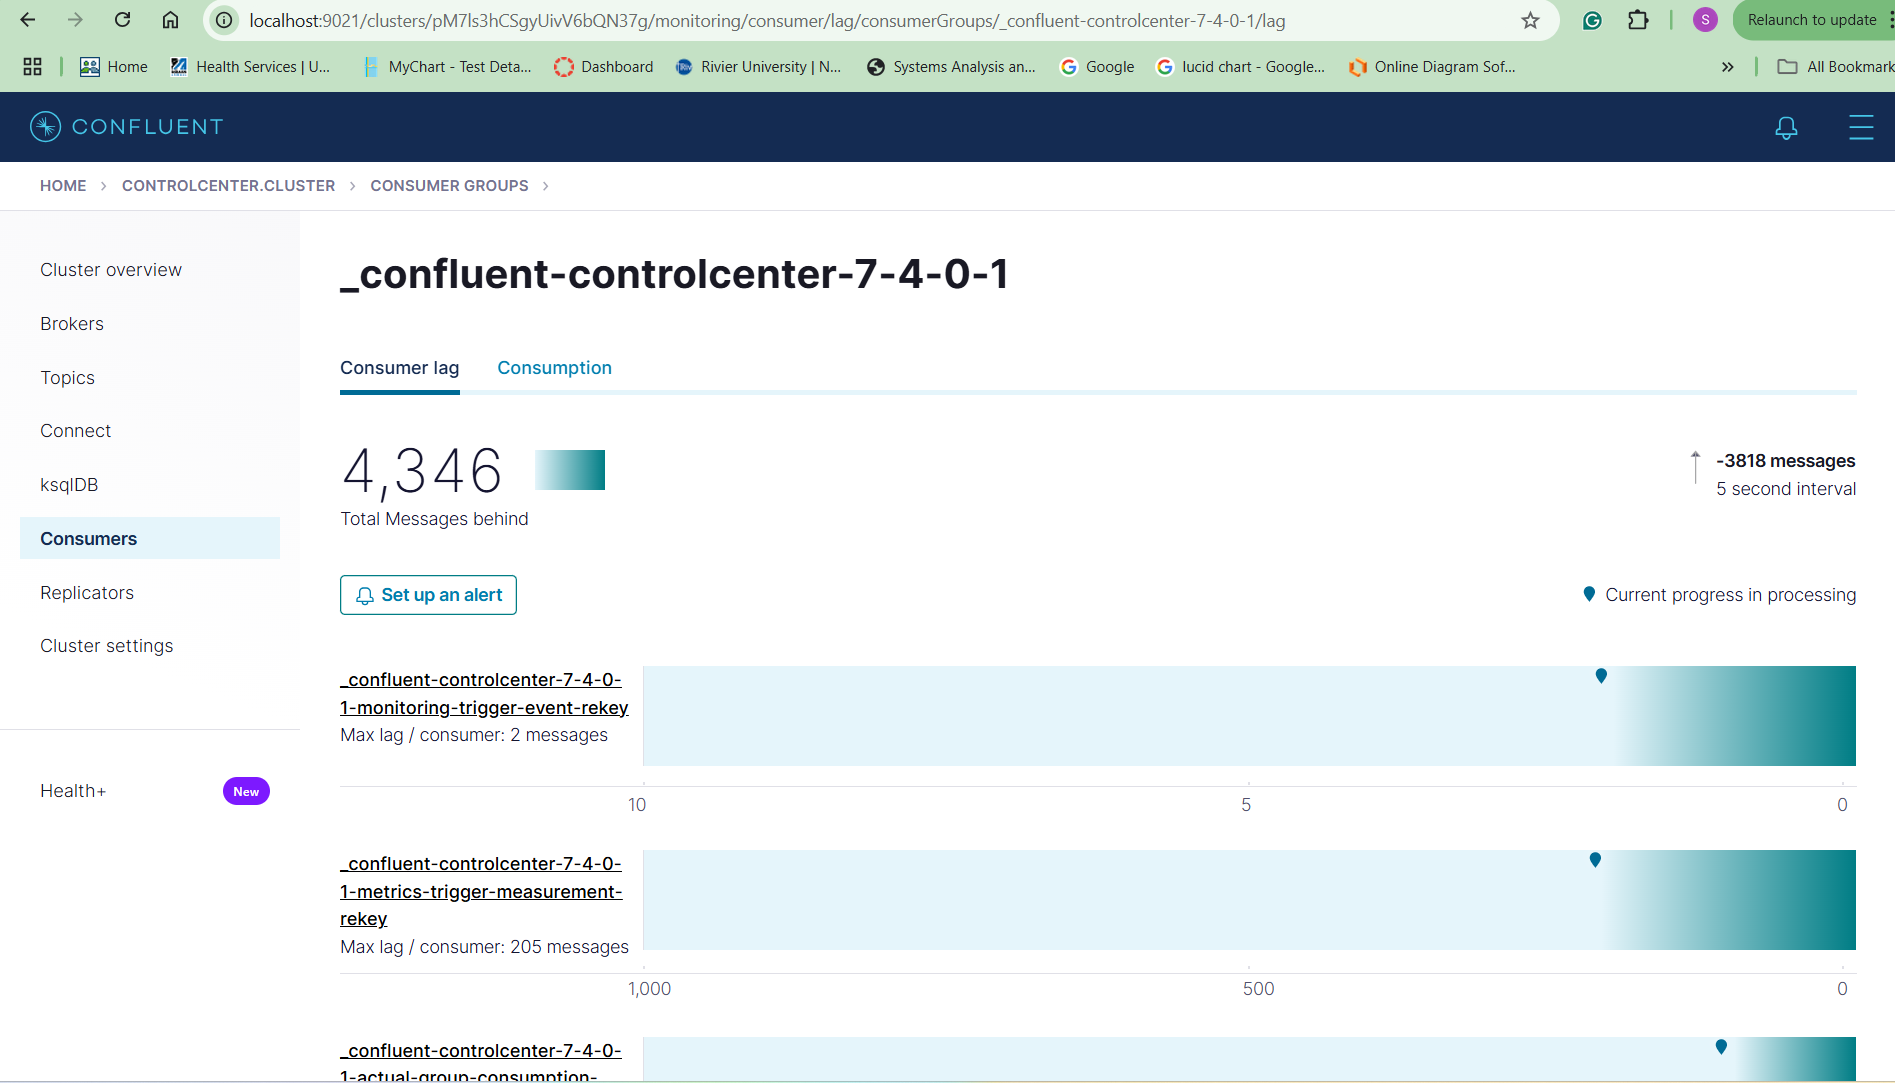 localhost:9021/clusters/pM7ls3hCSgyUivV6bQN37g/monitoring/consumer/lag/consumerGroups/_confluent-controlcenter-7-4-0-1/lag
S
Relaunch to update
Home
Health Services | U...
MyChart - Test Deta...
Dashboard
Rivier University | N...
Systems Analysis an...
Google
lucid chart - Google...
Online Diagram Sof...
»
All Bookmark
CONFLUENT
HOME > CONTROLCENTER.CLUSTER > CONSUMER GROUPS >
Cluster overview
Brokers
Topics
Connect
ksqlDB
Consumers
Replicators
Cluster settings
Health+
New
_confluent-controlcenter-7-4-0-1
Consumer lag
Consumption
4,346
Total Messages behind
-3818 messages
5 second interval
Set up an alert
Current progress in processing
_confluent-controlcenter-7-4-0-
1-monitoring-trigger-event-rekey
Max lag / consumer: 2 messages
10 5 0
_confluent-controlcenter-7-4-0-
1-metrics-trigger-measurement-
rekey
Max lag / consumer: 205 messages
1,000 500 0
_confluent-controlcenter-7-4-0-
1-actual-group-consumption-